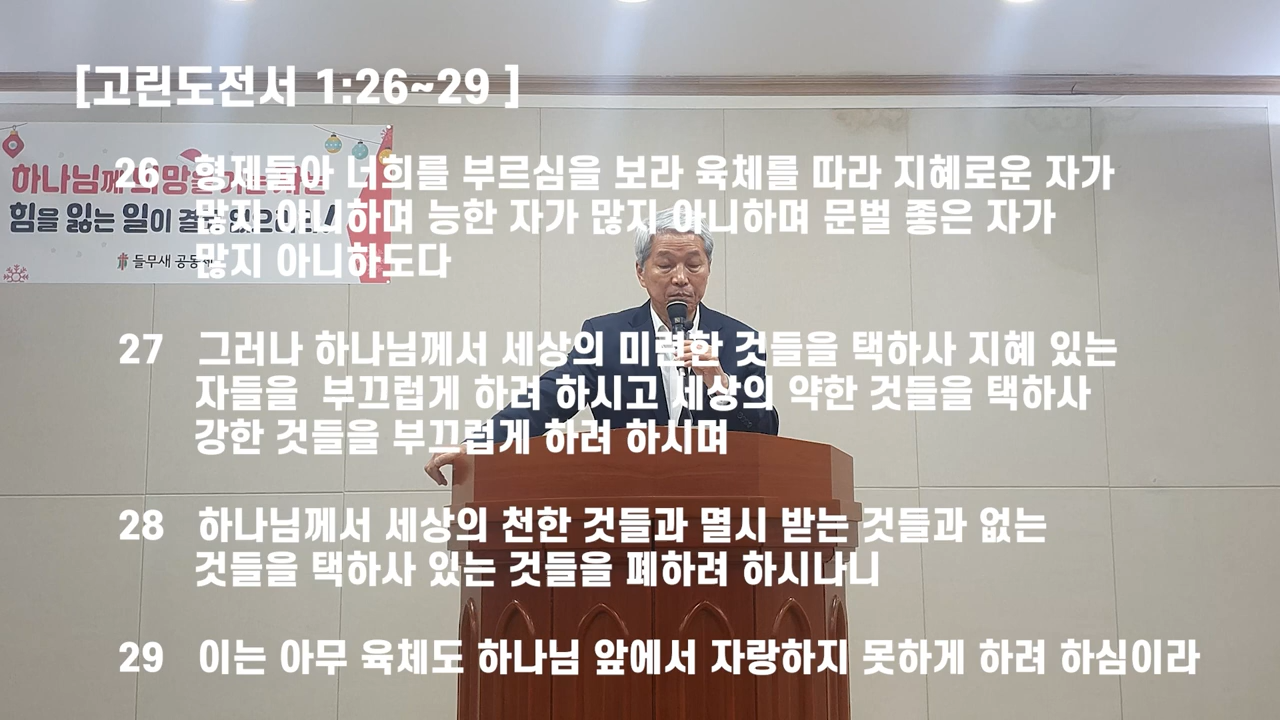 [고린도전서 1:26~29 ]
26 형제들아 너희를 부르심을 보라 육체를 따라 지혜로운 자가
많지 아니하며 능한 자가 많지 아니하며 문벌 좋은 자가
많지 아니하도다
27 그러나 하나님께서 세상의 미련한 것들을 택하사 지혜 있는
자들을 부끄럽게 하려 하시고 세상의 약한 것들을 택하사
강한 것들을 부끄럽게 하려 하시며
28 하나님께서 세상의 천한 것들과 멸시 받는 것들과 없는
것들을 택하사 있는 것들을 폐하려 하시나니
29 이는 아무 육체도 하나님 앞에서 자랑하지 못하게 하려 하심이라
하나님께
힘을 잃는 일이
들무새